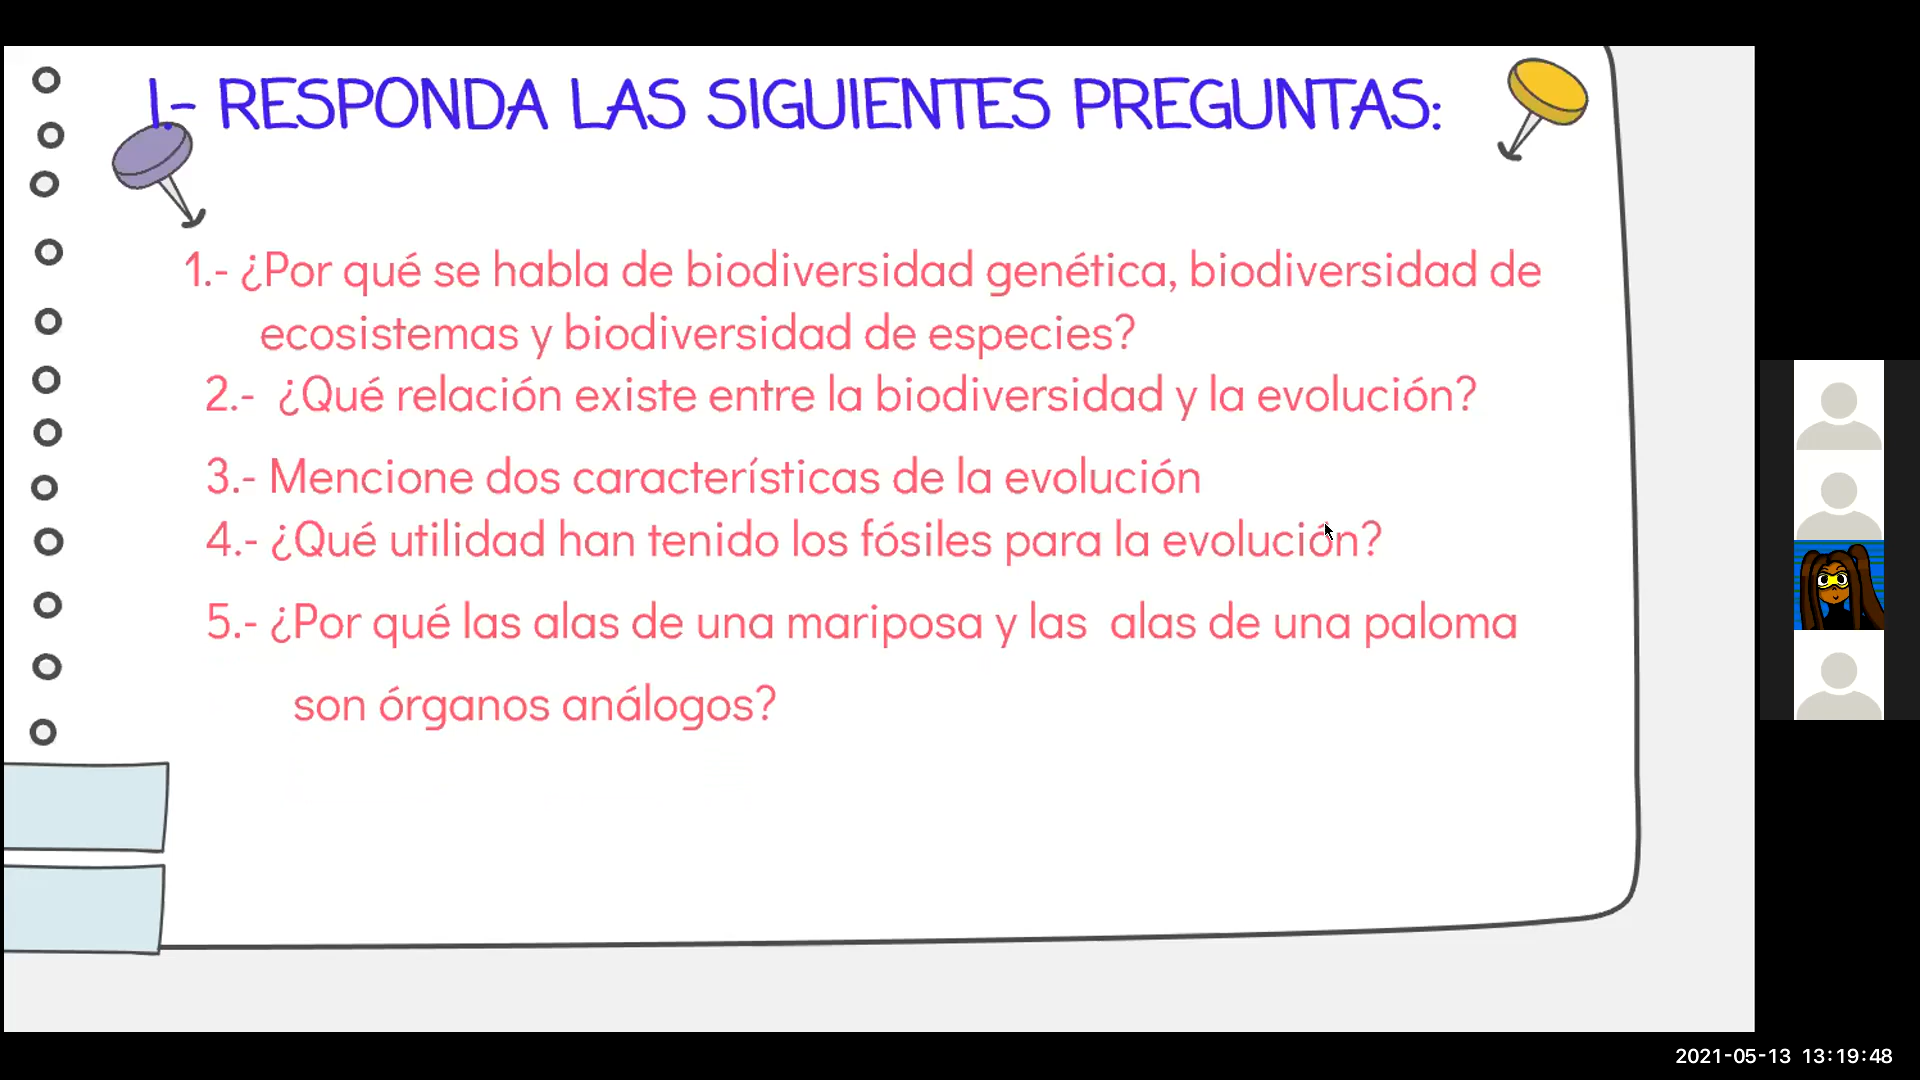 I.- RESPONDA LAS SIGUIENTES PREGUNTAS:
1.- ¿Por qué se habla de biodiversidad genética, biodiversidad de
ecosistemas y biodiversidad de especies?
2.- ¿Qué relación existe entre la biodiversidad y la evolución?
3.- Mencione dos características de la evolución
4.- ¿Qué utilidad han tenido los fósiles para la evolución?
5.- ¿Por qué las alas de una mariposa y las alas de una paloma
son órganos análogos?
2021-05-13 13:19:48